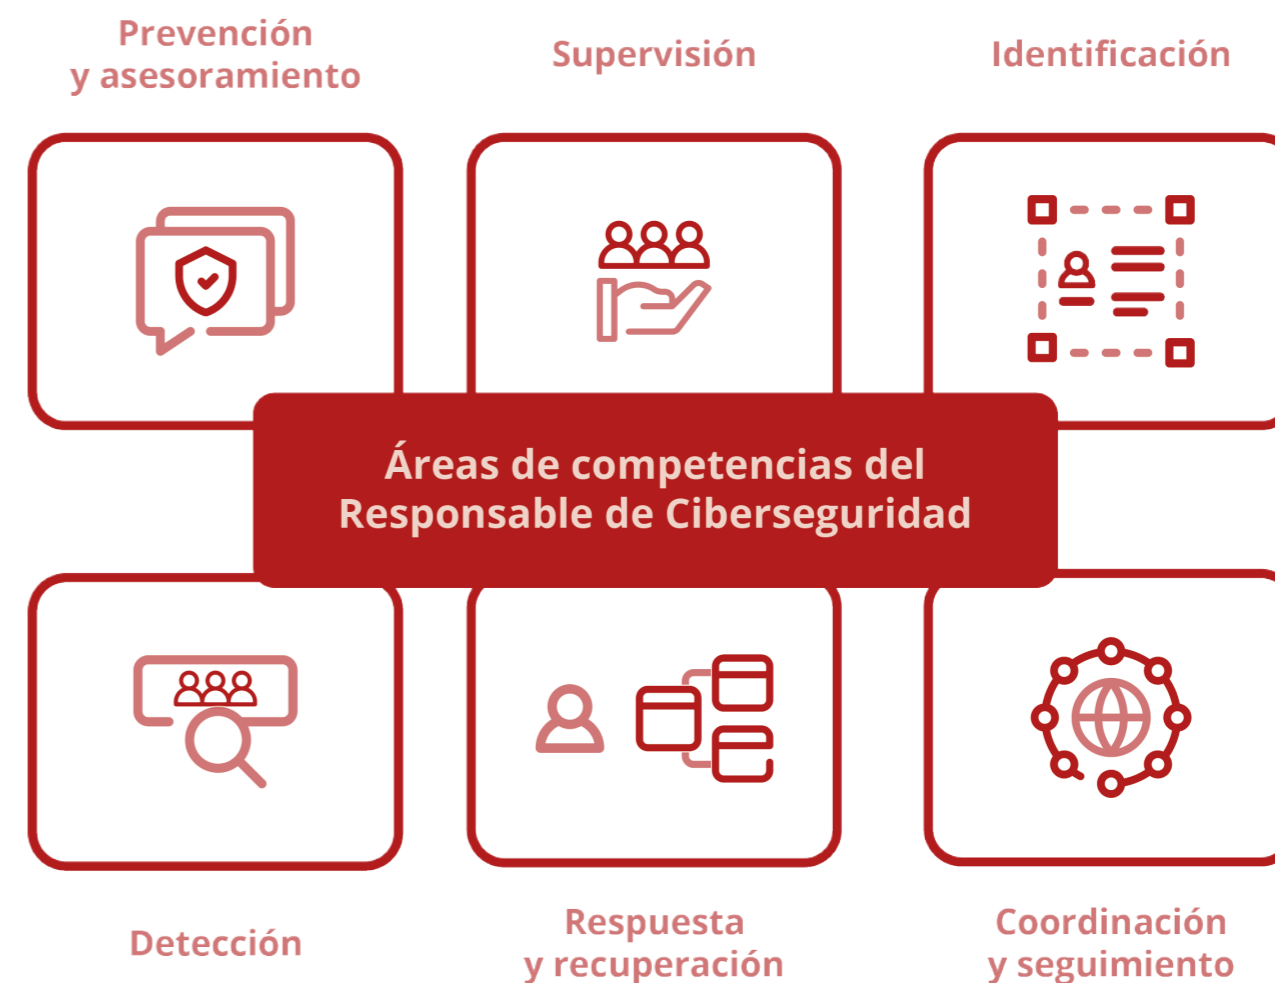 Prevención
y asesoramiento
Supervisión
Identificación
Áreas de competencias del
Responsable de Ciberseguridad
Detección
Respuesta
y recuperación
Coordinación
y seguimiento